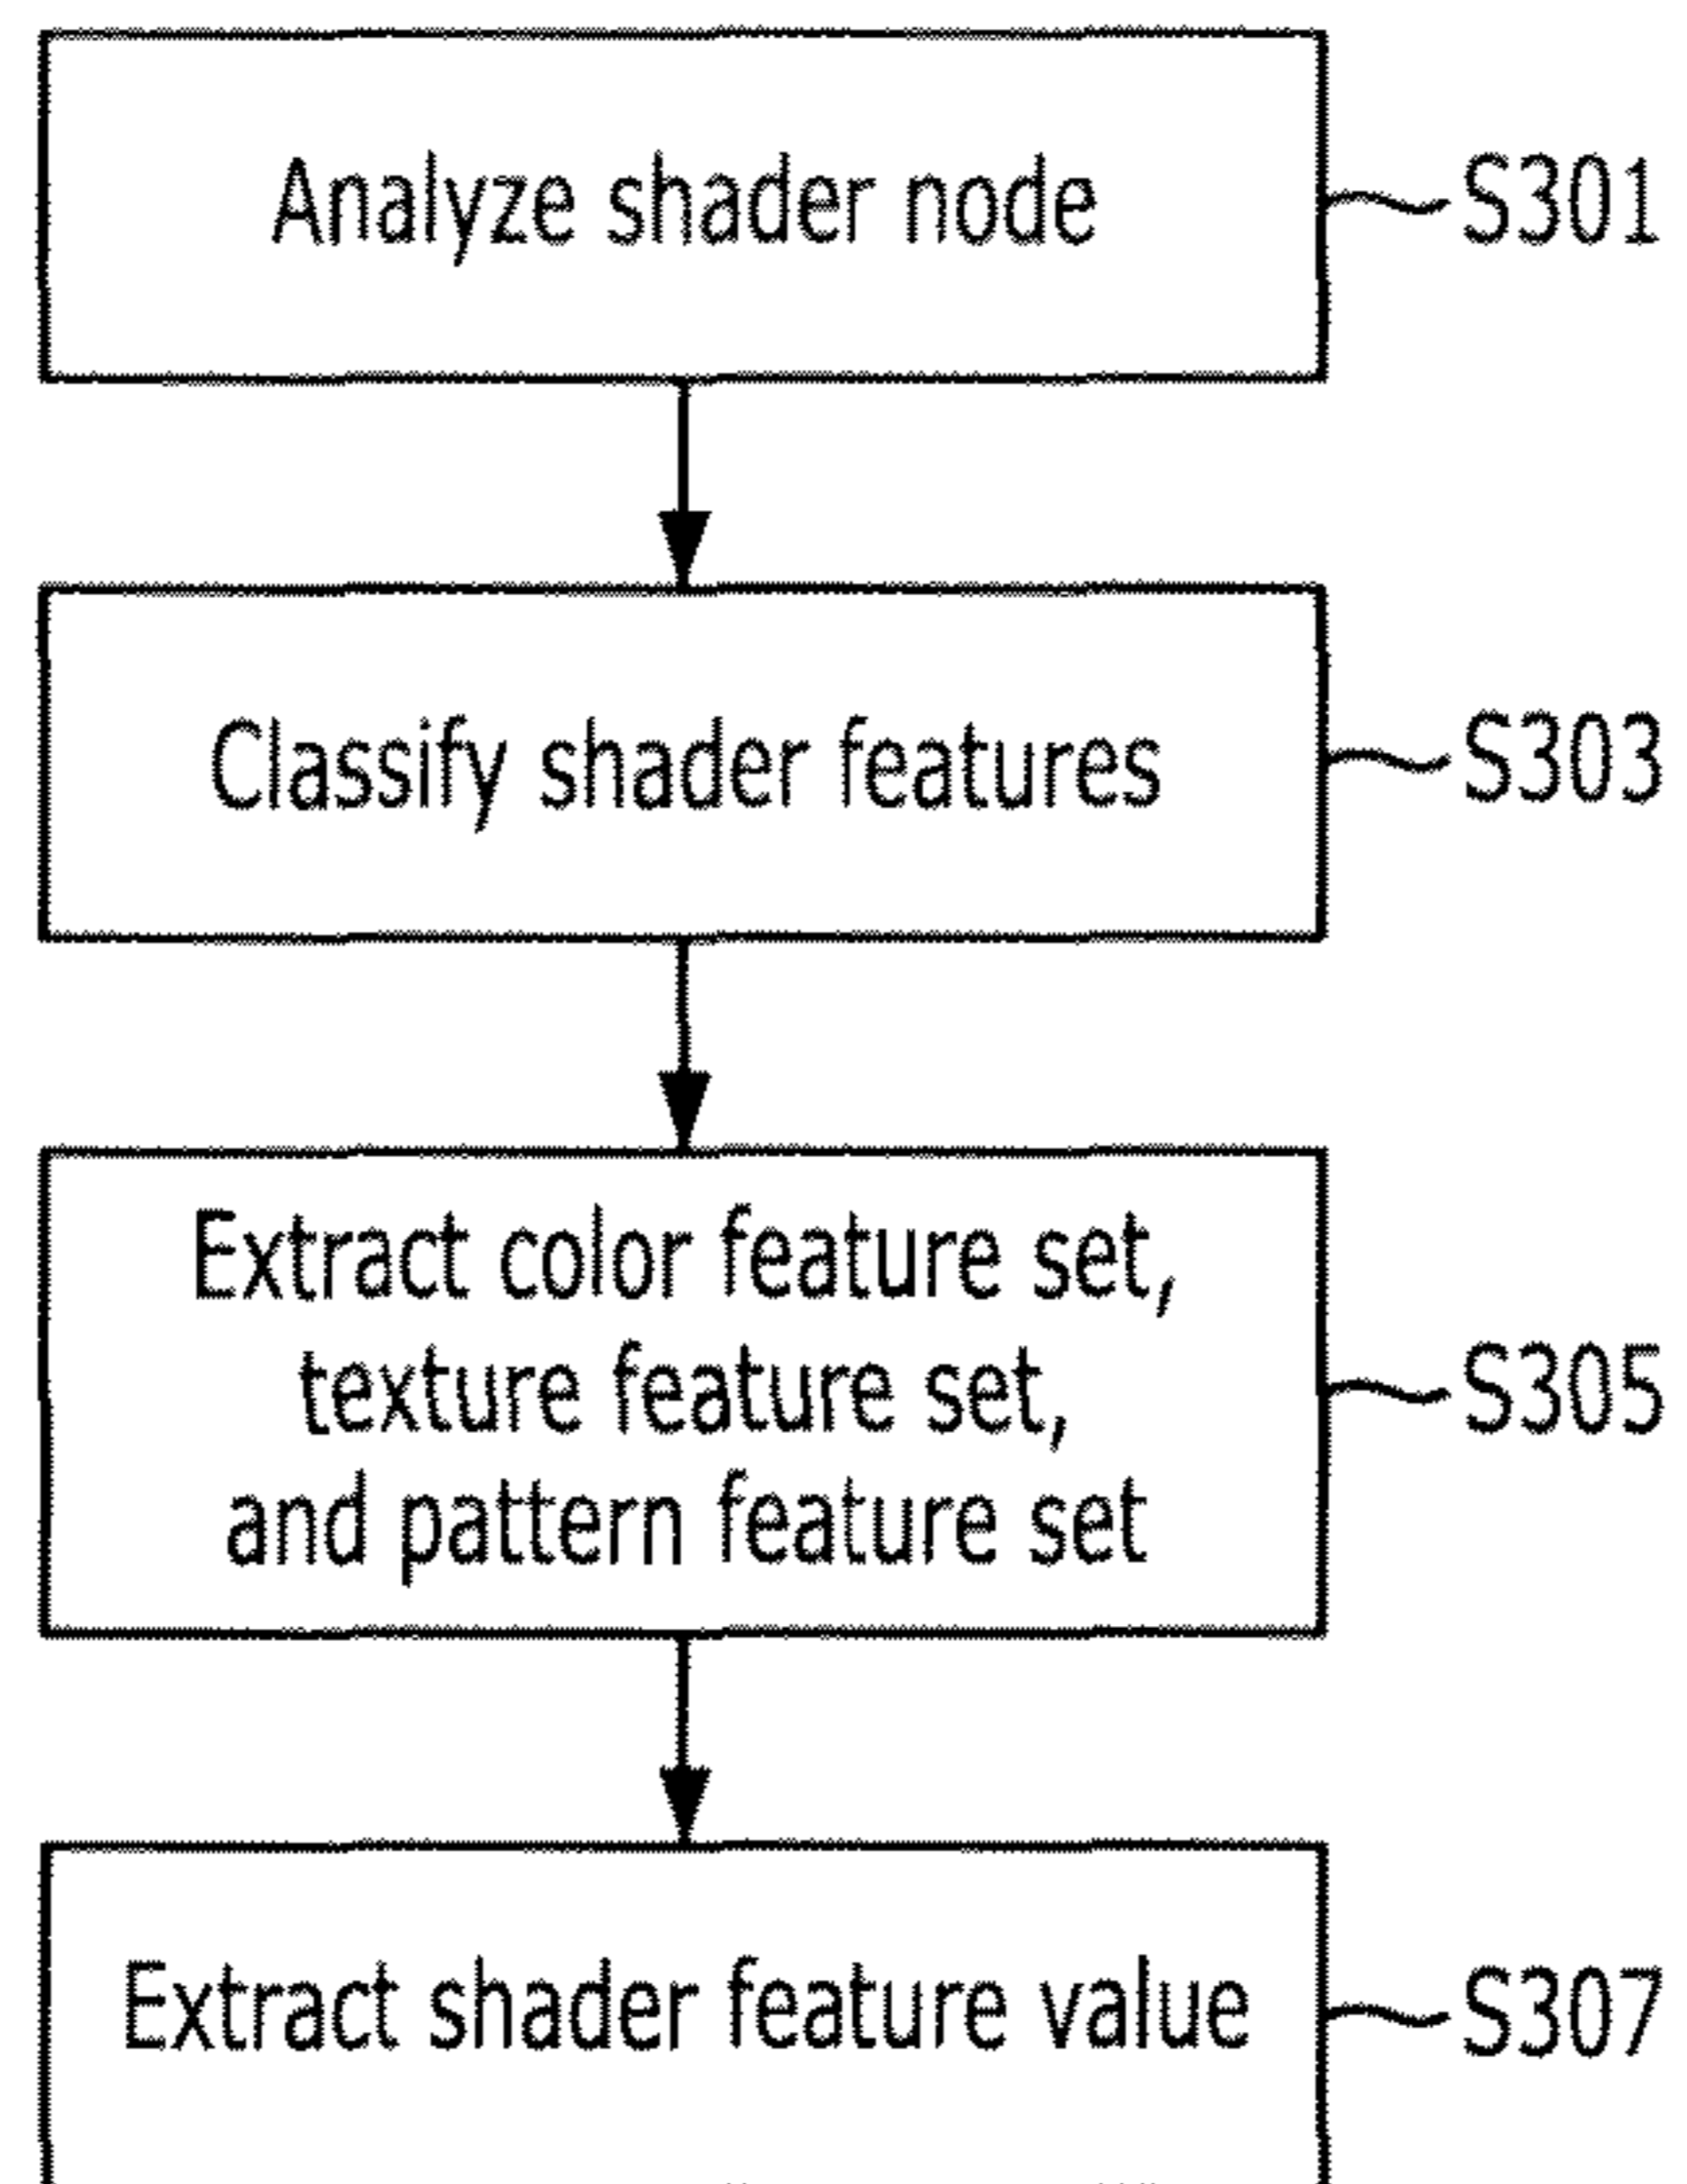 Analyze shader node
S301
Classify shader features
S303
Extract color feature set,
texture feature set,
and pattern feature set
S305
Extract shader feature value
S307